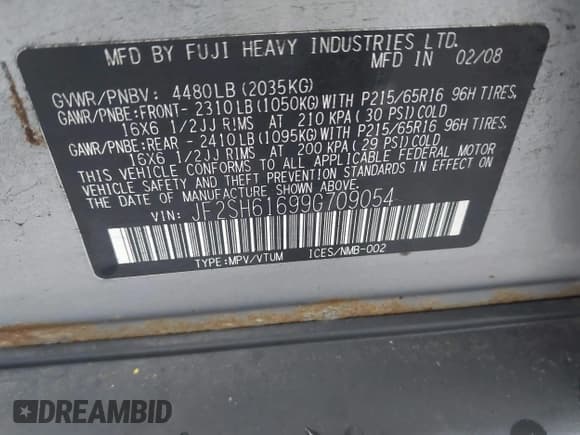 MFD BY FUJI HEAVY INDUSTRIES LTD.
MFD IN 02/08
GVWR/PNBV: 4480LB (2035KG)
GAWR/PNBE:FRONT- 2310LB(1050KG)WITH P215/65R16 96H TIRES,
16X6 1/2JJ RIMS AT 210 KPA ( 30 PSI)COLD
GAWR/PNBE:REAR - 2410LB(1095KG)WITH P215/65R16 96H TIRES,
16X6 1/2JJ RIMS AT 200 KPA (29 PSI)COLD
THIS VEHICLE CONFORMS TO ALL APPLICABLE FEDERAL MOTOR
VEHICLE SAFETY AND THEFT PREVENTION STANDARDS IN EFFECT ON
THE DATE OF MANUFACTURE SHOWN ABOVE.
VIN: JF2SH61699G709054
TYPE:MPV/VTUM ICES/NMB-002
DREAMBID